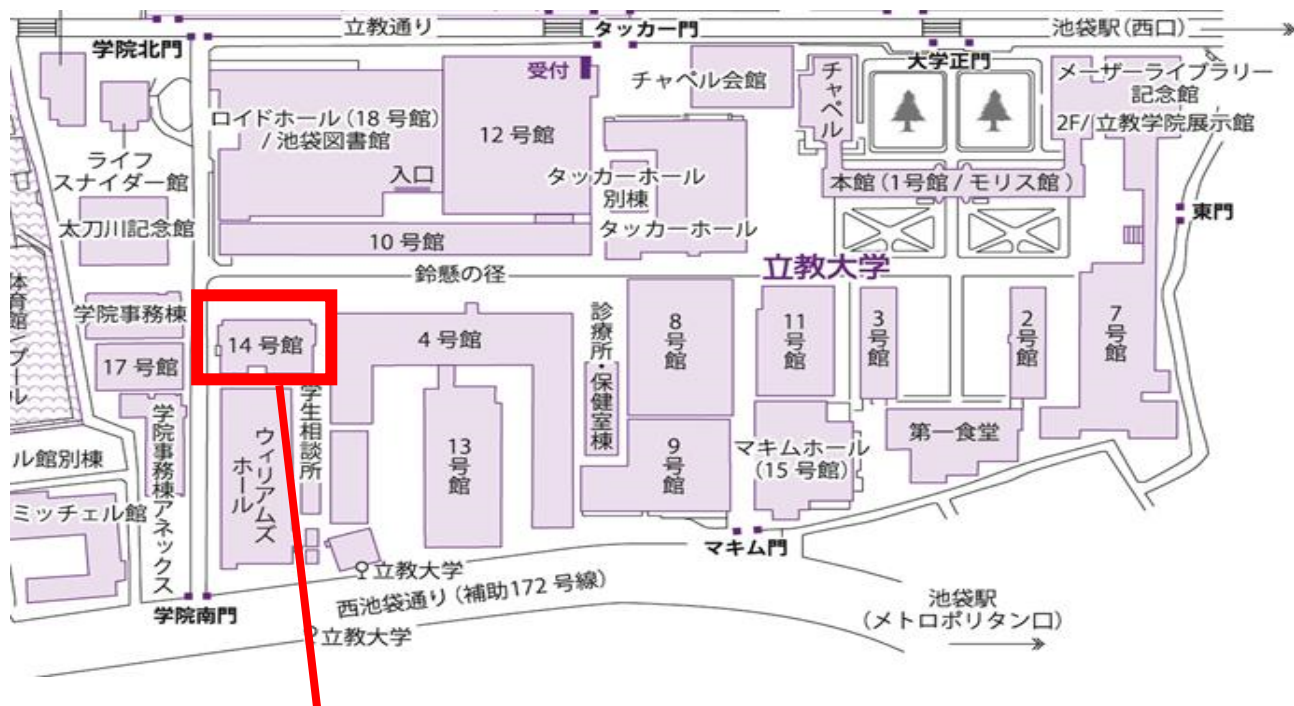 立教通り
タッカー門
池袋駅(西口)
学院北門
受付
チャペル会館
チャペル
大学正門
メーザーライブラリー
記念館
2F/立教学院展示館
ロイドホール(18号館)
/池袋図書館
12号館
入口
ライフ
スナイダー館
タッカーホール
別棟
タッカーホール
本館(1号館/モリス館)
東門
太刀川記念館
10号館
鈴懸の径
立教大学
体育館/プール
学院事務棟
14号館
4号館
診療所・保健室棟
8号館
11号館
3号館
2号館
7号館
17号館
学生相談所
学院事務棟アネックス
ウィリアムズ
ホール
13号館
9号館
マキムホール
(15号館)
第一食堂
ル館別棟
ミッチェル館
マキム門
立教大学
西池袋通り(補助172号線)
学院南門
立教大学
池袋駅
(メトロポリタン口)